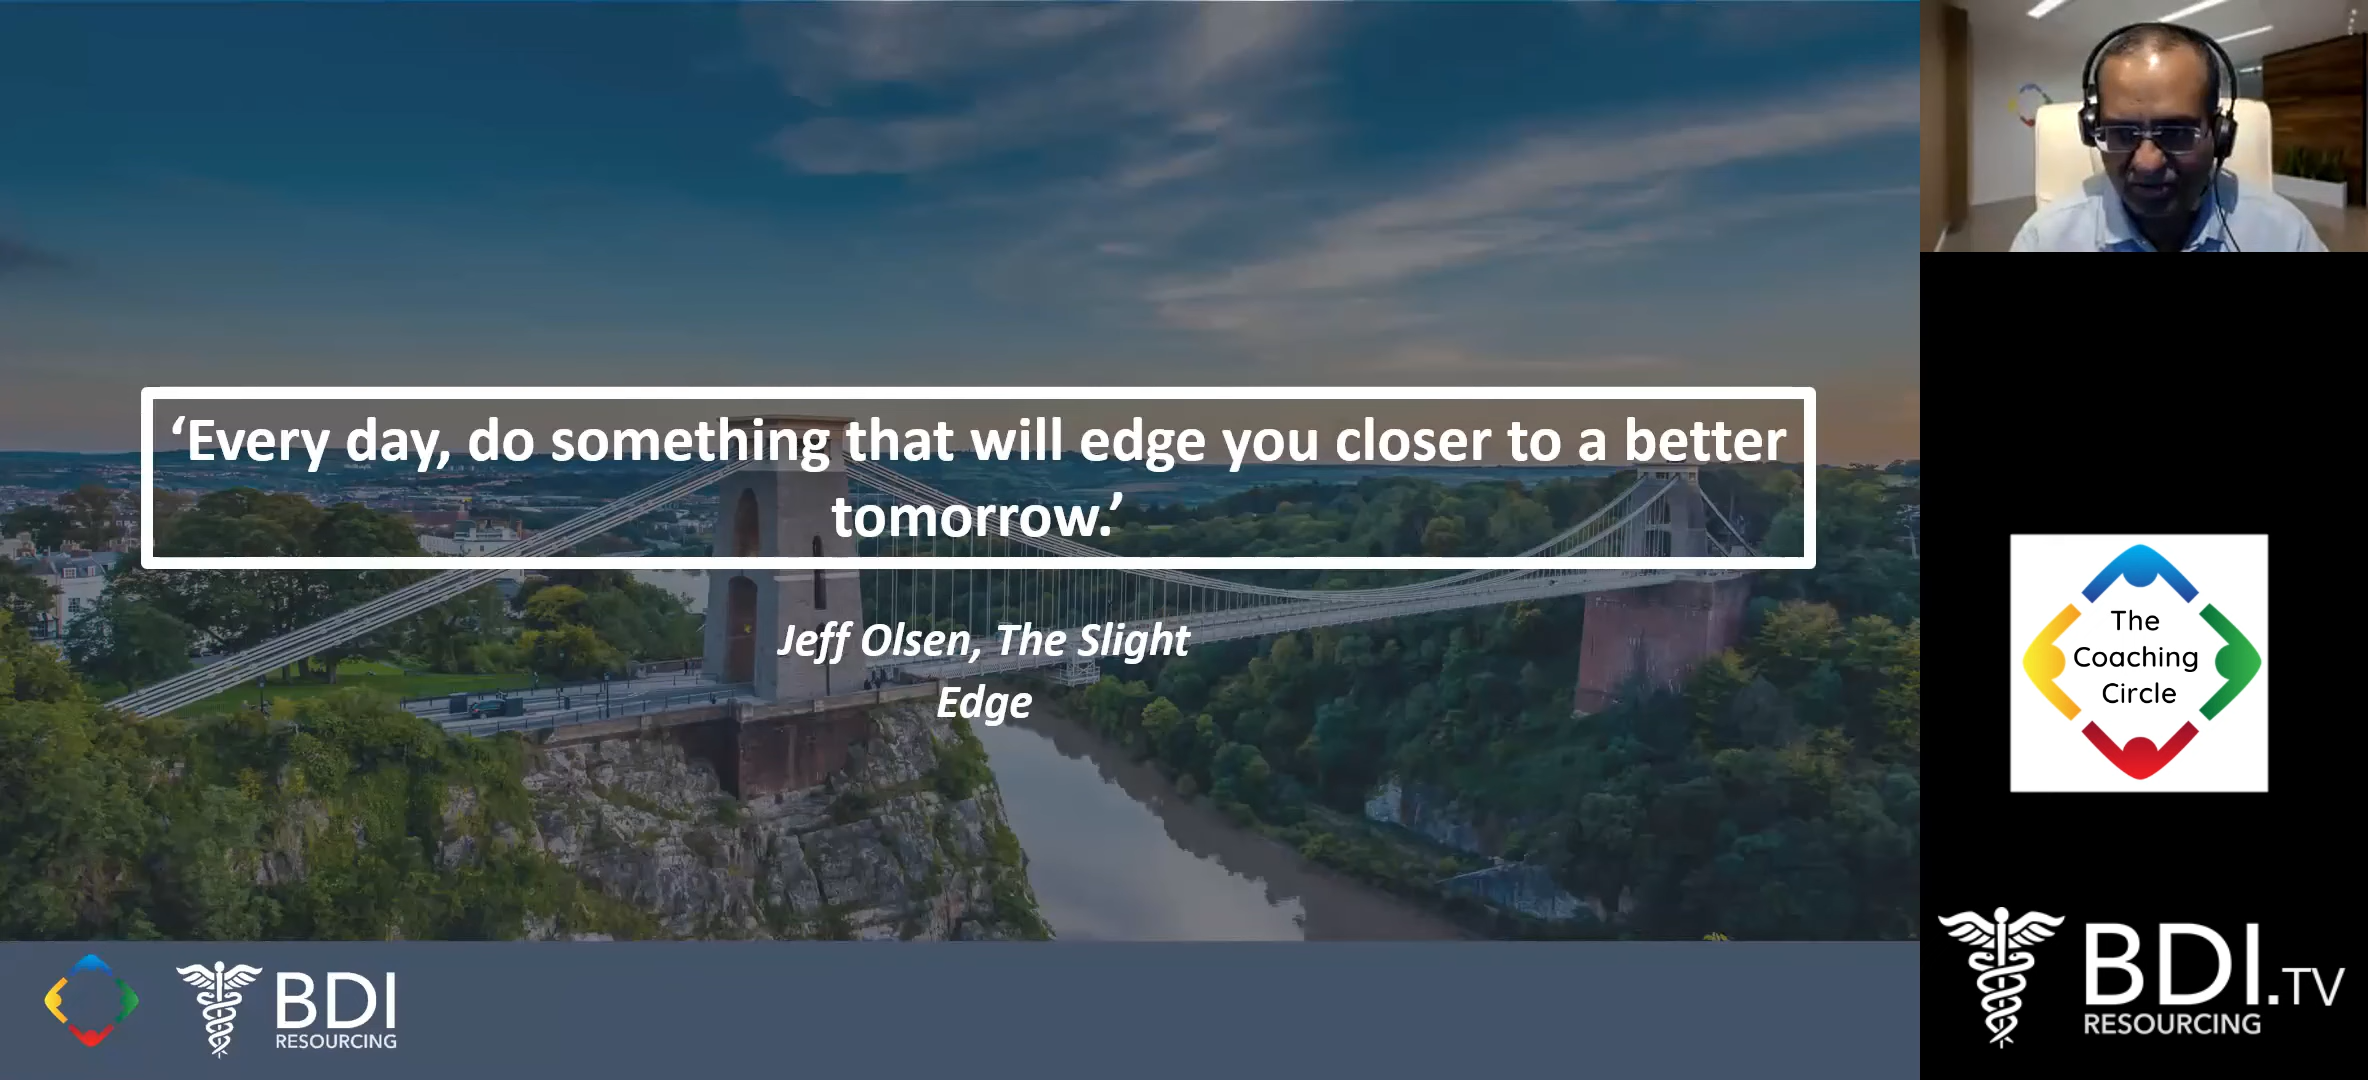 ‘Every day, do something that will edge you closer to a better
tomorrow.’
Jeff Olsen, The Slight
Edge
BDI
RESOURCING
The
Coaching
Circle
BDI.TV
RESOURCING